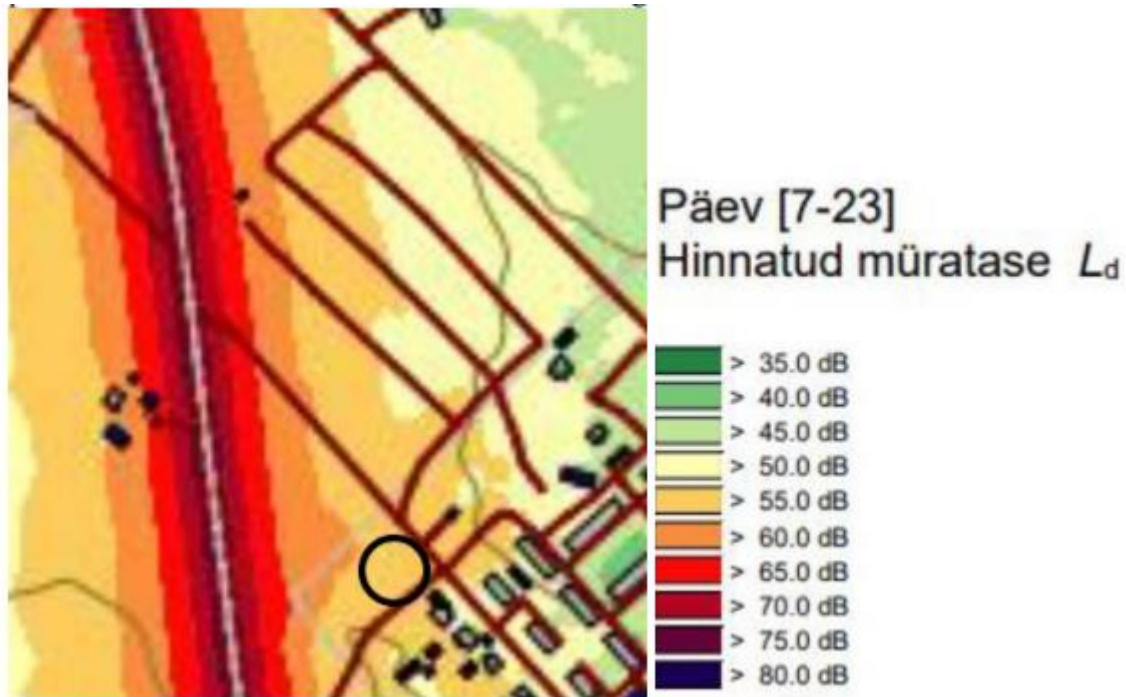 Päev [7-23]
Hinnatud müratase Ld
> 35.0 dB
> 40.0 dB
> 45.0 dB
> 50.0 dB
> 55.0 dB
> 60.0 dB
> 65.0 dB
> 70.0 dB
> 75.0 dB
> 80.0 dB